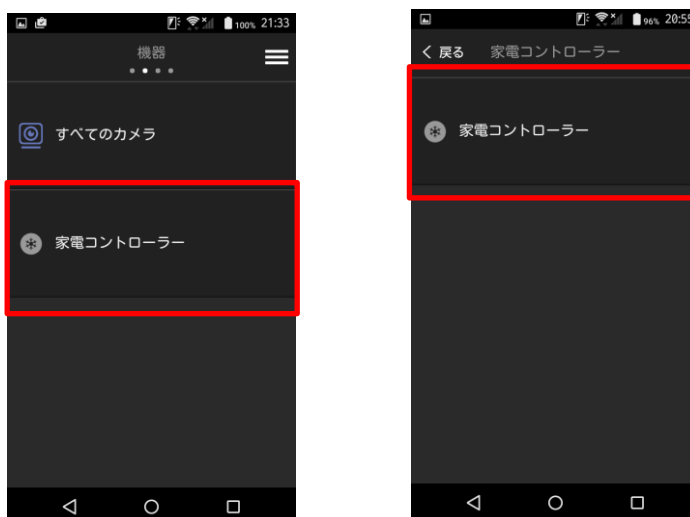 100% 21:33
機器
すべてのカメラ
家電コントローラー
96% 20:55
戻る 家電コントローラー
家電コントローラー